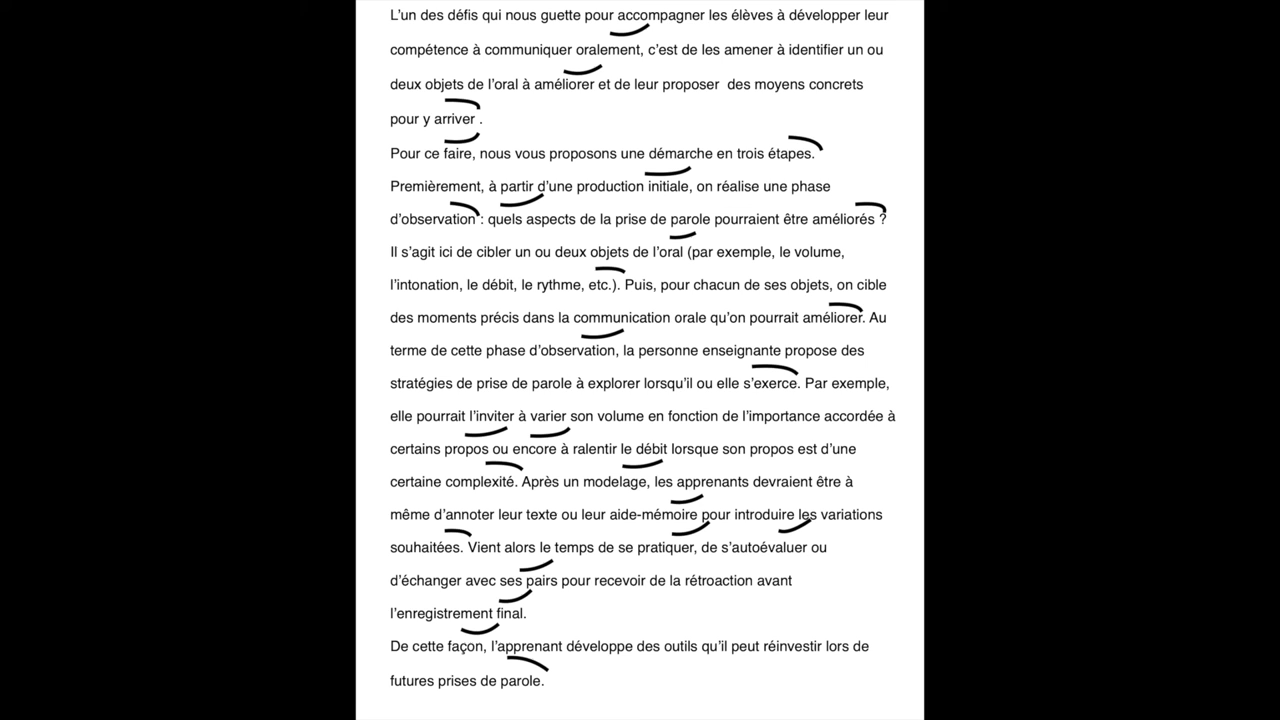 L’un des défis qui nous guette pour accompagner les élèves à développer leur
compétence à communiquer oralement, c’est de les amener à identifier un ou
deux objets de l’oral à améliorer et de leur proposer  des moyens concrets
pour y arriver .
Pour ce faire, nous vous proposons une démarche en trois étapes.
Premièrement, à partir d’une production initiale, on réalise une phase
d’observation : quels aspects de la prise de parole pourraient être améliorés ?
Il s’agit ici de cibler un ou deux objets de l’oral (par exemple, le volume,
l’intonation, le débit, le rythme, etc.). Puis, pour chacun de ses objets, on cible
des moments précis dans la communication orale qu’on pourrait améliorer. Au
terme de cette phase d’observation, la personne enseignante propose des
stratégies de prise de parole à explorer lorsqu’il ou elle s’exerce. Par exemple,
elle pourrait l’inviter à varier son volume en fonction de l’importance accordée à
certains propos ou encore à ralentir le débit lorsque son propos est d’une
certaine complexité. Après un modelage, les apprenants devraient être à
même d’annoter leur texte ou leur aide-mémoire pour introduire les variations
souhaitées. Vient alors le temps de se pratiquer, de s’autoévaluer ou
d’échanger avec ses pairs pour recevoir de la rétroaction avant
l’enregistrement final.
De cette façon, l’apprenant développe des outils qu’il peut réinvestir lors de
futures prises de parole.